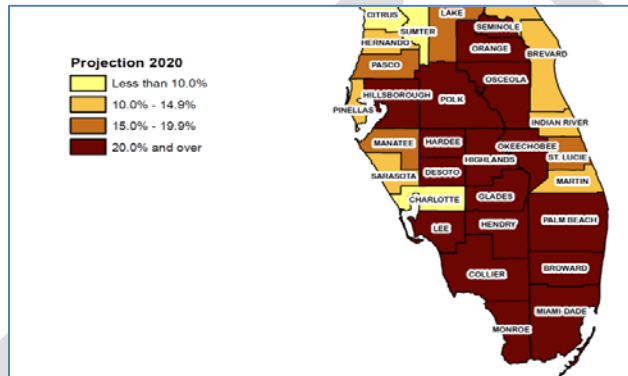 CITRUS
LAKE
SUMTER
SEMINOLE
HERNANDO
ORANGE
BREVARD
Projection 2020
PASCO
Less than 10.0%
OSCEOLA
HILLSBOROUGH
10.0% - 14.9%
POLK
PINELLAS
15.0% - 19.9%
INDIAN RIVER
20.0% and over
MANATEE
HARDEE
OKEECHOBEE
HIGHLANDS
ST. LUCIE
DESOTO
SARASOTA
MARTIN
CHARLOTTE
GLADES
PALM BEACH
LEE
HENDRY
COLLIER
BROWARD
MIAMI-DADE
MONROE